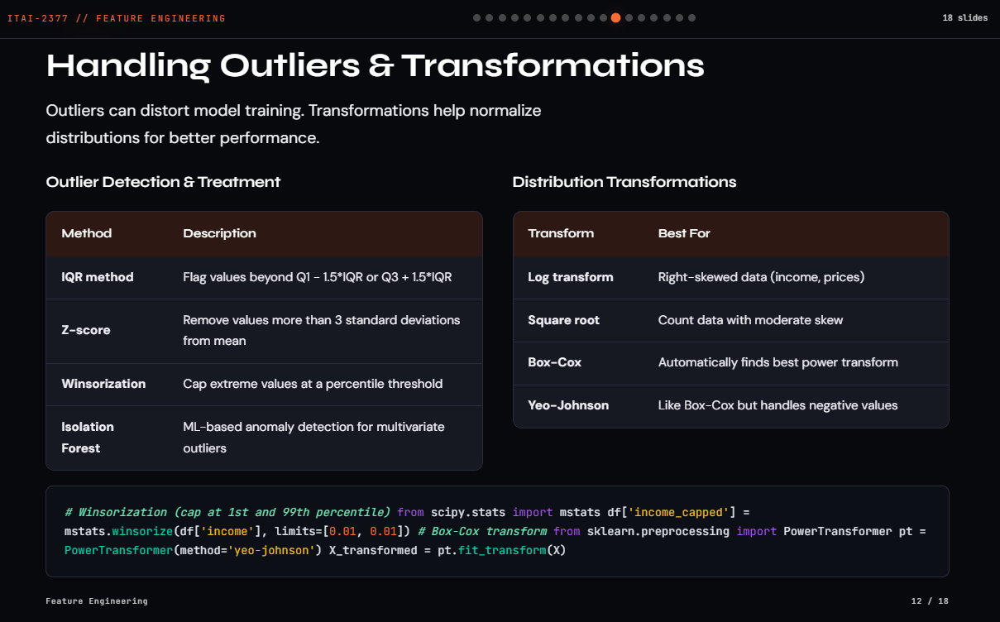 ITAI-2377 // FEATURE ENGINEERING
18 slides
Handling Outliers & Transformations
Outliers can distort model training. Transformations help normalize
distributions for better performance.
Outlier Detection & Treatment
Method Description
IQR method Flag values beyond Q1 - 1.5*IQR or Q3 + 1.5*IQR
Z-score Remove values more than 3 standard deviations
from mean
Winsorization Cap extreme values at a percentile threshold
Isolation
Forest ML-based anomaly detection for multivariate
outliers
Distribution Transformations
Transform Best For
Log transform Right-skewed data (income, prices)
Square root Count data with moderate skew
Box-Cox Automatically finds best power transform
Yeo-Johnson Like Box-Cox but handles negative values
# Winsorization (cap at 1st and 99th percentile) from scipy.stats import mstats df['income_capped'] =
mstats.winsorize(df['income'], limits=[0.01, 0.01]) # Box-Cox transform from sklearn.preprocessing import PowerTransformer pt =
PowerTransformer(method='yeo-johnson') X_transformed = pt.fit_transform(X)
Feature Engineering
12 / 18